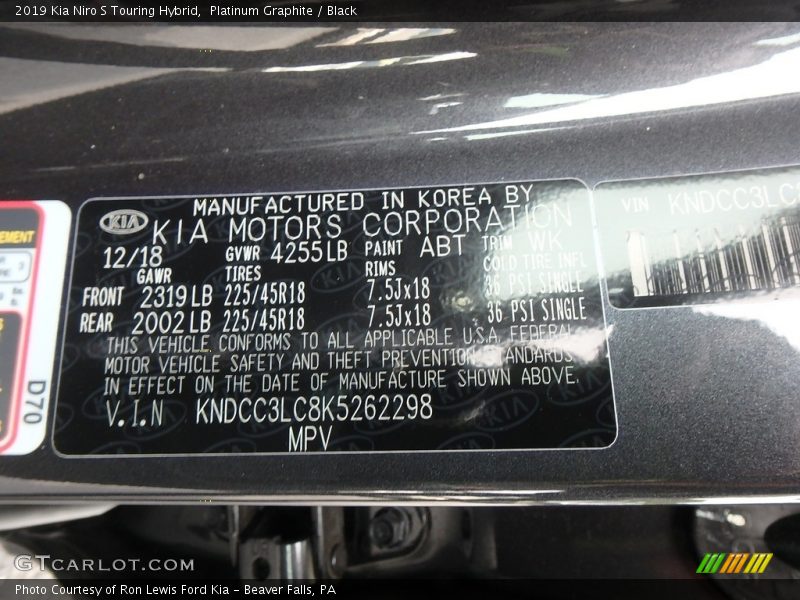 2019 Kia Niro S Touring Hybrid,  Platinum Graphite / Black
MANUFACTURED IN KOREA BY
KIA KIA MOTORS CORPORATION
12/18 GVWR 4255LB PAINT ABT TRIM WK
GAWR TIRES RIMS COLD TIRE INFL
FRONT 2319LB 225/45R18 7.5Jx18 36 PSI SINGLE
REAR 2002LB 225/45R18 7.5Jx18 36 PSI SINGLE
THIS VEHICLE CONFORMS TO ALL APPLICABLE U.S.A. FEDERAL
MOTOR VEHICLE SAFETY AND THEFT PREVENTION STANDARDS
IN EFFECT ON THE DATE OF MANUFACTURE SHOWN ABOVE.
V.I.N KNDCC3LC8K5262298
MPV
VIN KNDCC3LC
D70
GTCARLOT.COM
Photo Courtesy of Ron Lewis Ford Kia - Beaver Falls, PA